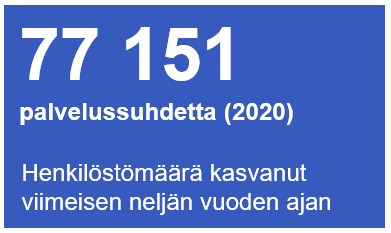 77 151
palvelussuhdetta (2020)
Henkilöstömäärä kasvanut
viimeisen neljän vuoden ajan